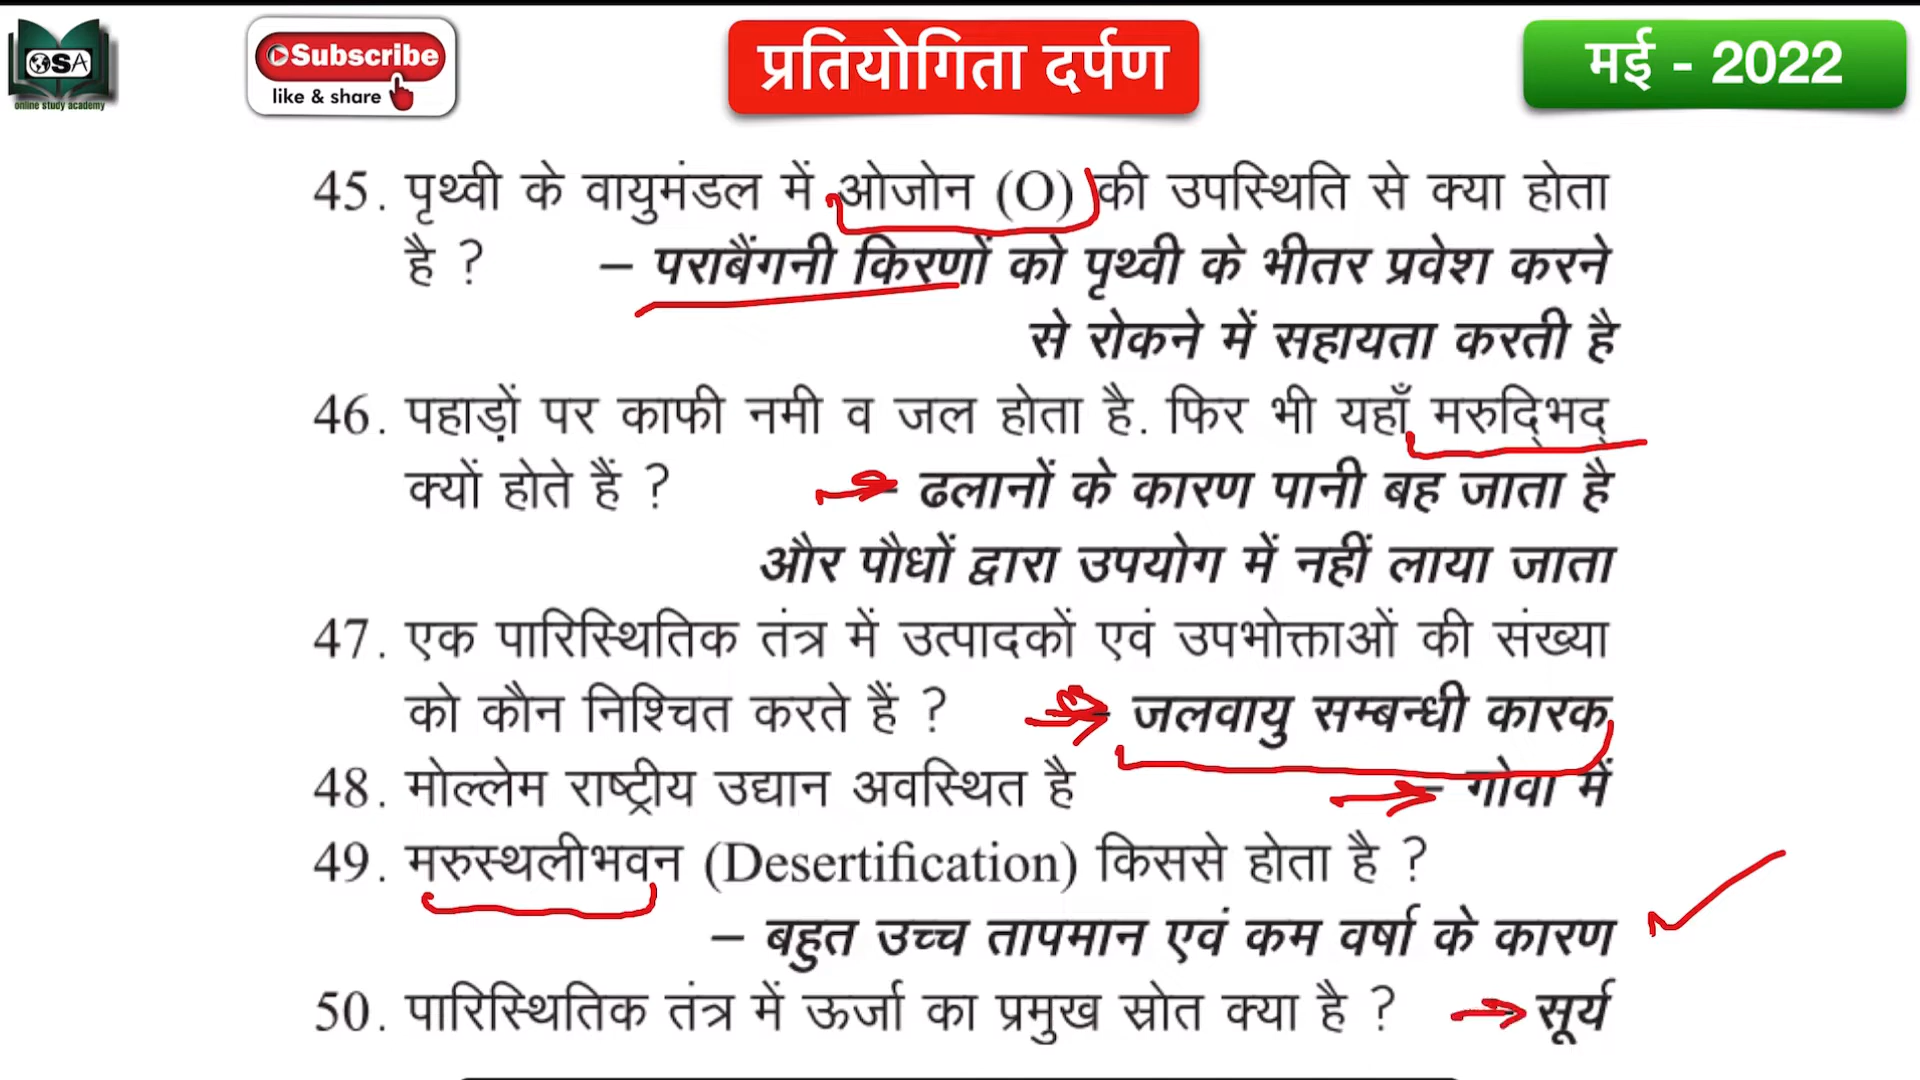 OSA
online study academy
Subscribe
like & share
प्रतियोगिता दर्पण
मई - 2022
45. पृथ्वी के वायुमंडल में ओजोन (O) की उपस्थिति से क्या होता
है ? – पराबैंगनी किरणों को पृथ्वी के भीतर प्रवेश करने
से रोकने में सहायता करती है
46. पहाड़ों पर काफी नमी व जल होता है. फिर भी यहाँ मरुद्भिद्
क्यों होते हैं ? – ढलानों के कारण पानी बह जाता है
और पौधों द्वारा उपयोग में नहीं लाया जाता
47. एक पारिस्थितिक तंत्र में उत्पादकों एवं उपभोक्ताओं की संख्या
को कौन निश्चित करते हैं ? – जलवायु सम्बन्धी कारक
48. मोल्लेम राष्ट्रीय उद्यान अवस्थित है – गोवा में
49. मरुस्थलीभवन (Desertification) किससे होता है ?
– बहुत उच्च तापमान एवं कम वर्षा के कारण
50. पारिस्थितिक तंत्र में ऊर्जा का प्रमुख स्रोत क्या है ? – सूर्य